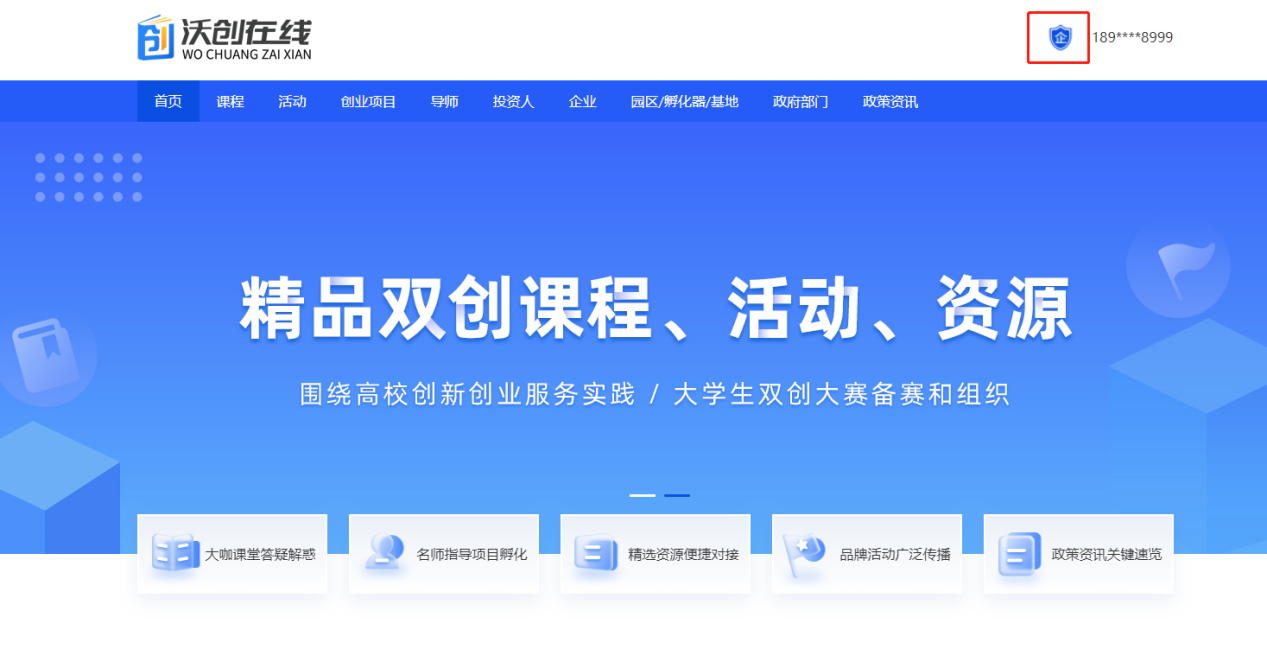 创 沃创在线
WO CHUANG ZAI XIAN
企 189****8999
首页 课程 活动 创业项目 导师 投资人 企业 园区/孵化器/基地 政府部门 政策资讯
精品双创课程、活动、资源
围绕高校创新创业服务实践 / 大学生双创大赛备赛和组织
大咖课堂答疑解惑 名师指导项目孵化 精选资源便捷对接 品牌活动广泛传播 政策资讯关键速览